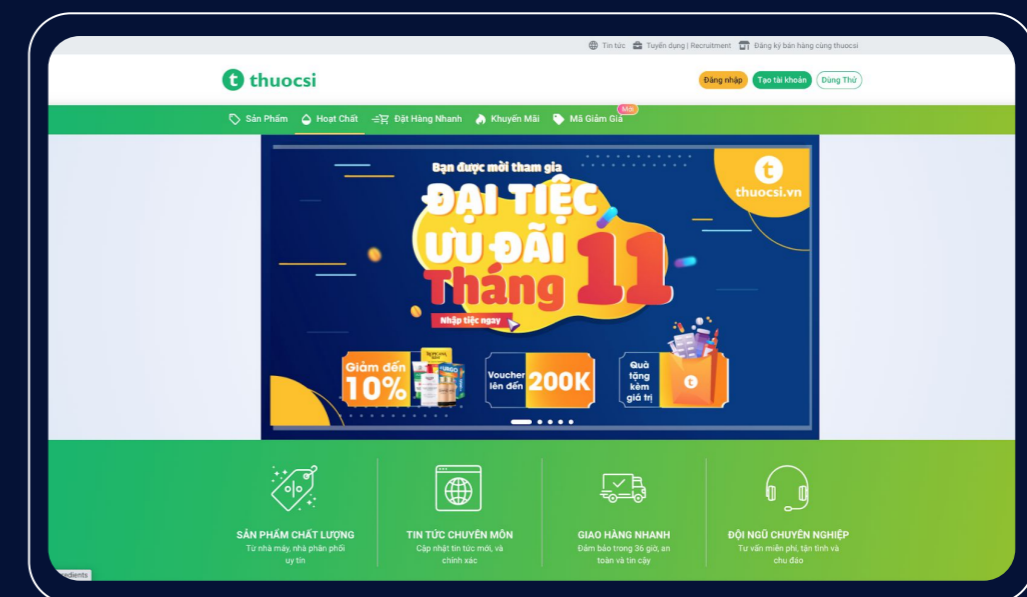 Tin tức Tuyển dụng | Recruitment Đăng ký bán hàng cùng thuocsi
t thuocsi
Đăng nhập Tạo tài khoản Dùng Thử
Mới
Sản Phẩm Hoạt Chất Đặt Hàng Nhanh Khuyến Mãi Mã Giảm Giá
Bạn được mời tham gia
t
thuocsi.vn
ĐẠI TIỆC
ƯU ĐÃI
Tháng 11
Nhập tiệc ngay
Giảm đến
10%
Voucher
lên đến 200K
Quà
tặng
kèm
giá trị
t
SẢN PHẨM CHẤT LƯỢNG
Từ nhà máy, nhà phân phối
uy tín
TIN TỨC CHUYÊN MÔN
Cập nhật tin tức mới, và
chính xác
GIAO HÀNG NHANH
Đảm bảo trong 36 giờ, an
toàn và tin cậy
ĐỘI NGŨ CHUYÊN NGHIỆP
Tư vấn miễn phí, tận tình và
chu đáo